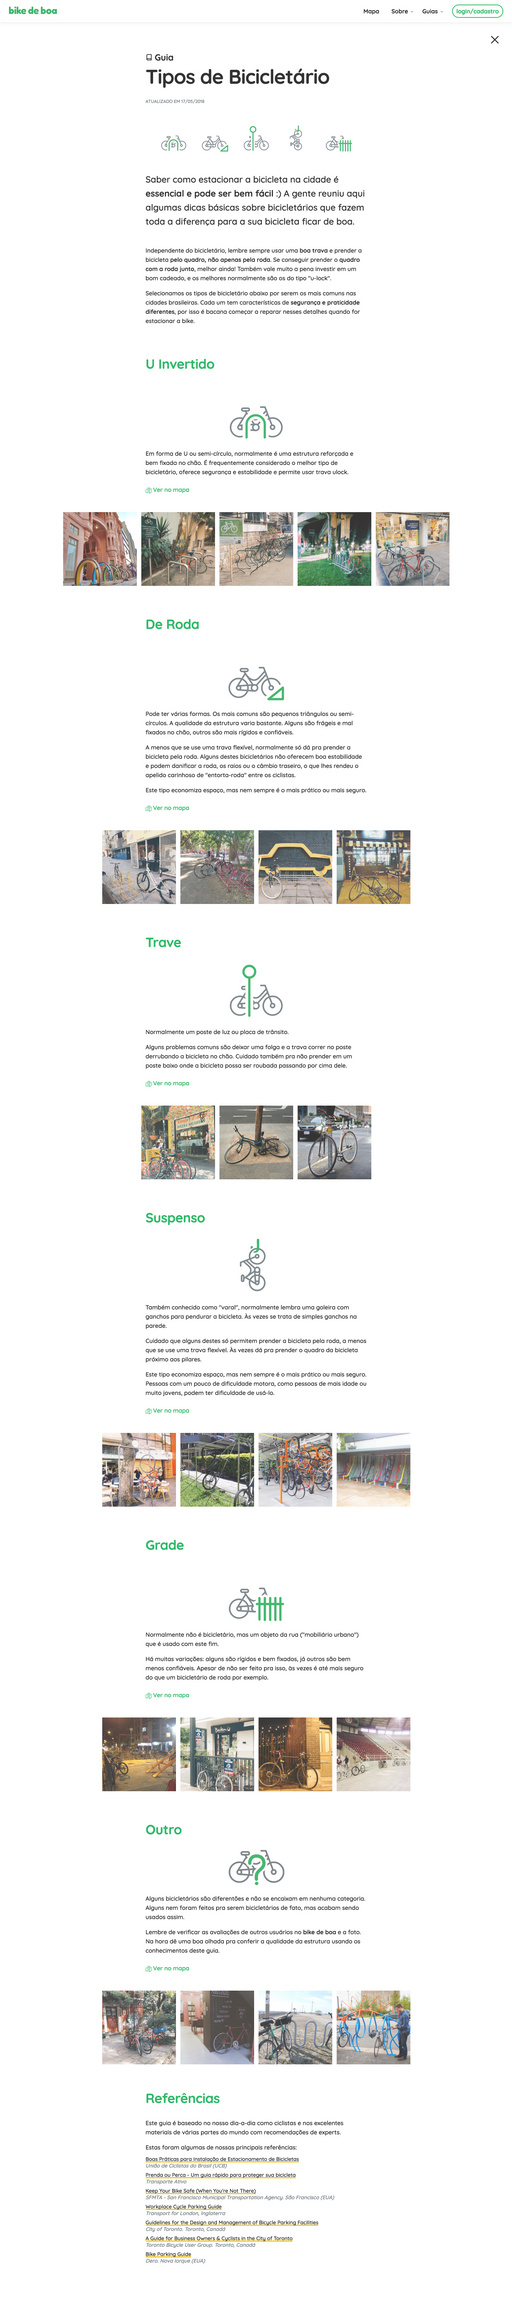 bike de boa
Mapa
Sobre
Guias
login/cadastro
Guia
Tipos de Bicicletário
ATUALIZADO EM 17/05/2018
Saber como estacionar a bicicleta na cidade é
essencial e pode ser bem fácil :) A gente reuniu aqui
algumas dicas básicas sobre bicicletários que fazem
toda a diferença para a sua bicicleta ficar de boa.
Independente do bicicletário, lembre sempre usar uma boa trava e prender a
bicicleta pelo quadro, não apenas pela roda. Se conseguir prender o quadro
com a roda junto, melhor ainda! Também vale muito a pena investir em um
bom cadeado, e os melhores normalmente são os do tipo "u-lock".
Selecionamos os tipos de bicicletário abaixo por serem os mais comuns nas
cidades brasileiras. Cada um tem características de segurança e praticidade
diferentes, por isso é bacana começar a reparar nesses detalhes quando for
estacionar a bike.
U Invertido
Em forma de U ou semi-círculo, normalmente é uma estrutura reforçada e
bem fixada no chão. É frequentemente considerado o melhor tipo de
bicicletário, oferece segurança e estabilidade e permite usar trava ulock.
Ver no mapa
De Roda
Pode ter várias formas. Os mais comuns são pequenos triângulos ou semi-
círculos. A qualidade da estrutura varia bastante. Alguns são frágeis e mal
fixados no chão, outros são mais rígidos e confiáveis.
A menos que se use uma trava flexível, normalmente só dá pra prender a
bicicleta pela roda. Alguns destes bicicletários não oferecem boa estabilidade
e podem danificar a roda, os raios ou o câmbio traseiro, o que lhes rendeu o
apelido carinhoso de "entorta-roda" entre os ciclistas.
Este tipo economiza espaço, mas nem sempre é o mais prático ou mais seguro.
Ver no mapa
Trave
Normalmente um poste de luz ou placa de trânsito.
Alguns problemas comuns são deixar uma folga e a trava correr no poste
derrubando a bicicleta no chão. Cuidado também pra não prender em um
poste baixo onde a bicicleta possa ser roubada passando por cima dele.
Ver no mapa
Suspenso
Também conhecido como "varal", normalmente lembra uma goleira com
ganchos para pendurar a bicicleta. Às vezes se trata de simples ganchos na
parede.
Cuidado que alguns destes só permitem prender a bicicleta pela roda, a menos
que se use uma trava flexível. Às vezes dá pra prender o quadro da bicicleta
próximo aos pilares.
Este tipo economiza espaço, mas nem sempre é o mais prático ou mais seguro.
Pessoas com um pouco de dificuldade motora, como pessoas de mais idade ou
muito jovens, podem ter dificuldade de usá-lo.
Ver no mapa
Grade
Normalmente não é bicicletário, mas um objeto da rua ("mobiliário urbano")
que é usado com este fim.
Há muitas variações: alguns são rígidos e bem fixados, já outros são bem
menos confiáveis. Apesar de não ser feito pra isso, às vezes é até mais seguro
do que um bicicletário de roda por exemplo.
Ver no mapa
Outro
Alguns bicicletários são diferentões e não se encaixam em nenhuma categoria.
Alguns nem foram feitos pra serem bicicletários de fato, mas acabam sendo
usados assim.
Lembre de verificar as avaliações de outros usuários no bike de boa e a foto.
Na hora dê uma boa olhada pra conferir a qualidade da estrutura usando os
conhecimentos deste guia.
Ver no mapa
Referências
Este guia é baseado no nosso dia-a-dia como ciclistas e nos excelentes
materiais de várias partes do mundo com recomendações de experts.
Estas foram algumas de nossas principais referências:
Boas Práticas para Instalação de Estacionamento de Bicicletas
União de Ciclistas do Brasil (UCB)
Prenda ou Perca - Um guia rápido para proteger sua bicicleta
Transporte Ativo
Keep Your Bike Safe (When You're Not There)
SFMTA - San Francisco Municipal Transportation Agency. São Francisco (EUA)
Workplace Cycle Parking Guide
Transport for London, Inglaterra
Guidelines for the Design and Management of Bicycle Parking Facilities
City of Toronto. Toronto, Canadá
A Guide for Business Owners & Cyclists in the City of Toronto
Toronto Bicycle User Group. Toronto, Canadá
Bike Parking Guide
Dero. Nova Iorque (EUA)